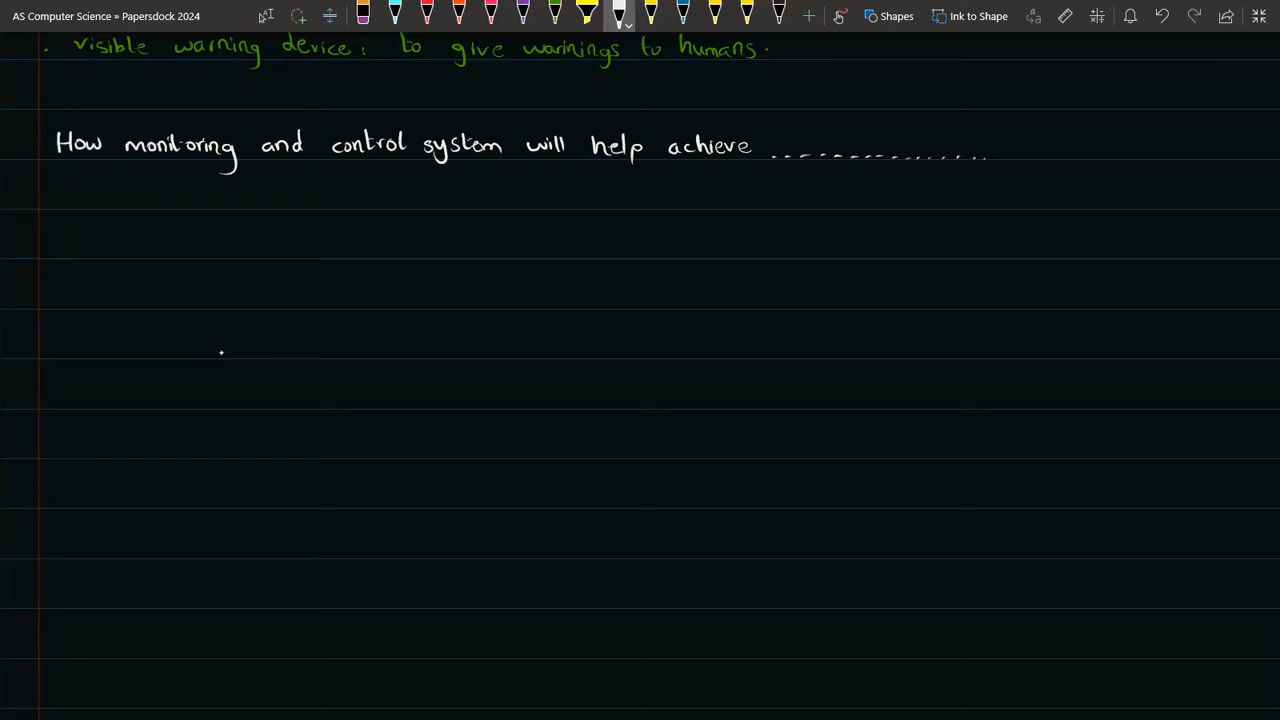 AS Computer Science » Papersdock 2024
Shapes
Ink to Shape
. visible warning device: to give warnings to humans.
How monitoring and control system will help achieve .................